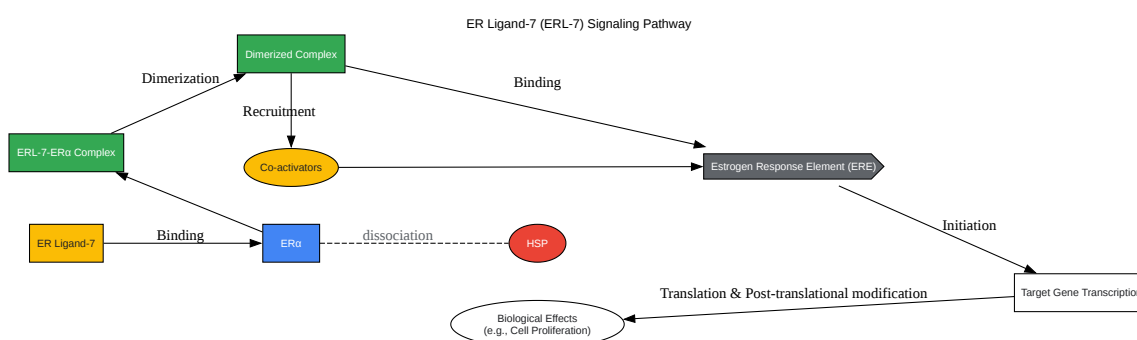 ER Ligand-7 (ERL-7) Signaling Pathway
Dimerized Complex
Dimerization
Binding
Recruitment
ERL-7-ERα Complex
Co-activators
Estrogen Response Element (ERE)
ER Ligand-7
Binding
ERα
dissociation
HSP
Initiation
Target Gene Transcription
Translation & Post-translational modification
Biological Effects
(e.g., Cell Proliferation)